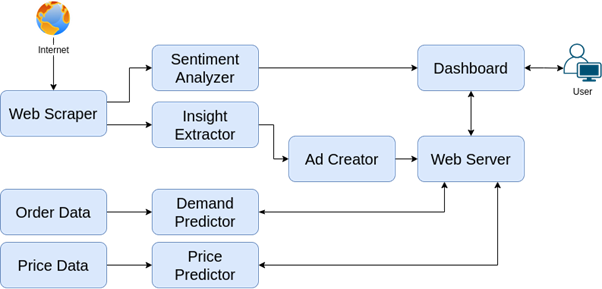 Internet
Web Scraper
Sentiment
Analyzer
Insight
Extractor
Ad Creator
Dashboard
User
Web Server
Order Data
Demand
Predictor
Price Data
Price
Predictor